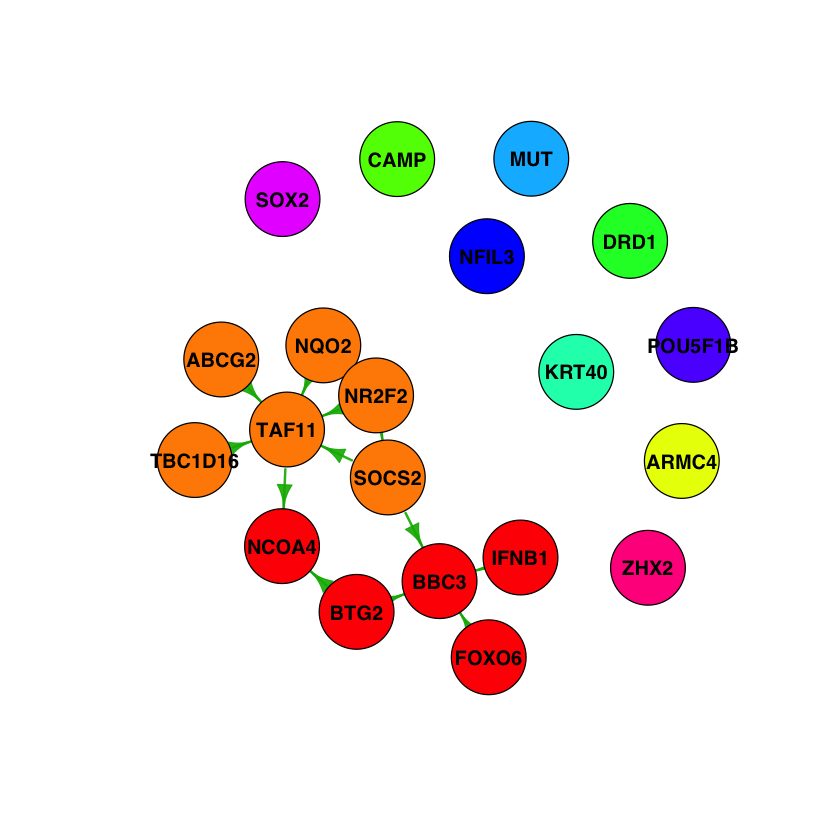 CAMP
MUT
SOX2
DRD1
NFIL3
NQO2
POU5F1B
ABCG2
KRT40
NR2F2
TAF11
TBC1D16
ARMC4
SOCS2
NCOA4
IFNB1
ZHX2
BBC3
BTG2
FOXO6